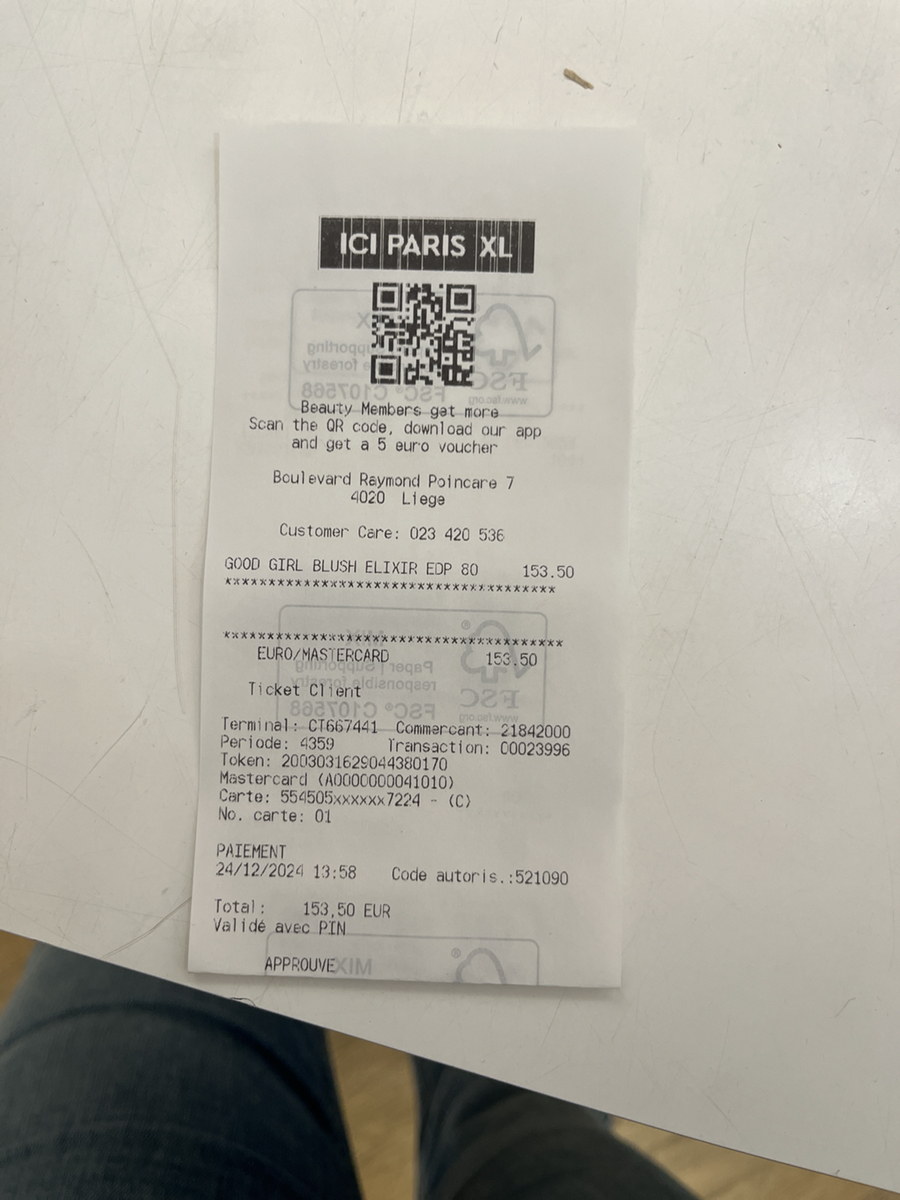 ICI PARIS XL
Beauty Members get more
Scan the QR code, download our app
and get a 5 euro voucher
Boulevard Raymond Poincare 7
4020 Liege
Customer Care: 023 420 536
GOOD GIRL BLUSH ELIXIR EDP 80 153.50
**************************************
***************************************
EURO/MASTERCARD 153.50
Ticket Client
Terminal: CT667441 Commercant: 21842000
Periode: 4359 Transaction: 00023996
Token: 2003031629044380170
Mastercard (A0000000041010)
Carte: 554505xxxxxx7224 - (C)
No. carte: 01
PAIEMENT
24/12/2024 13:58 Code autoris.:521090
Total: 153,50 EUR
Validé avec PIN
APPROUVE